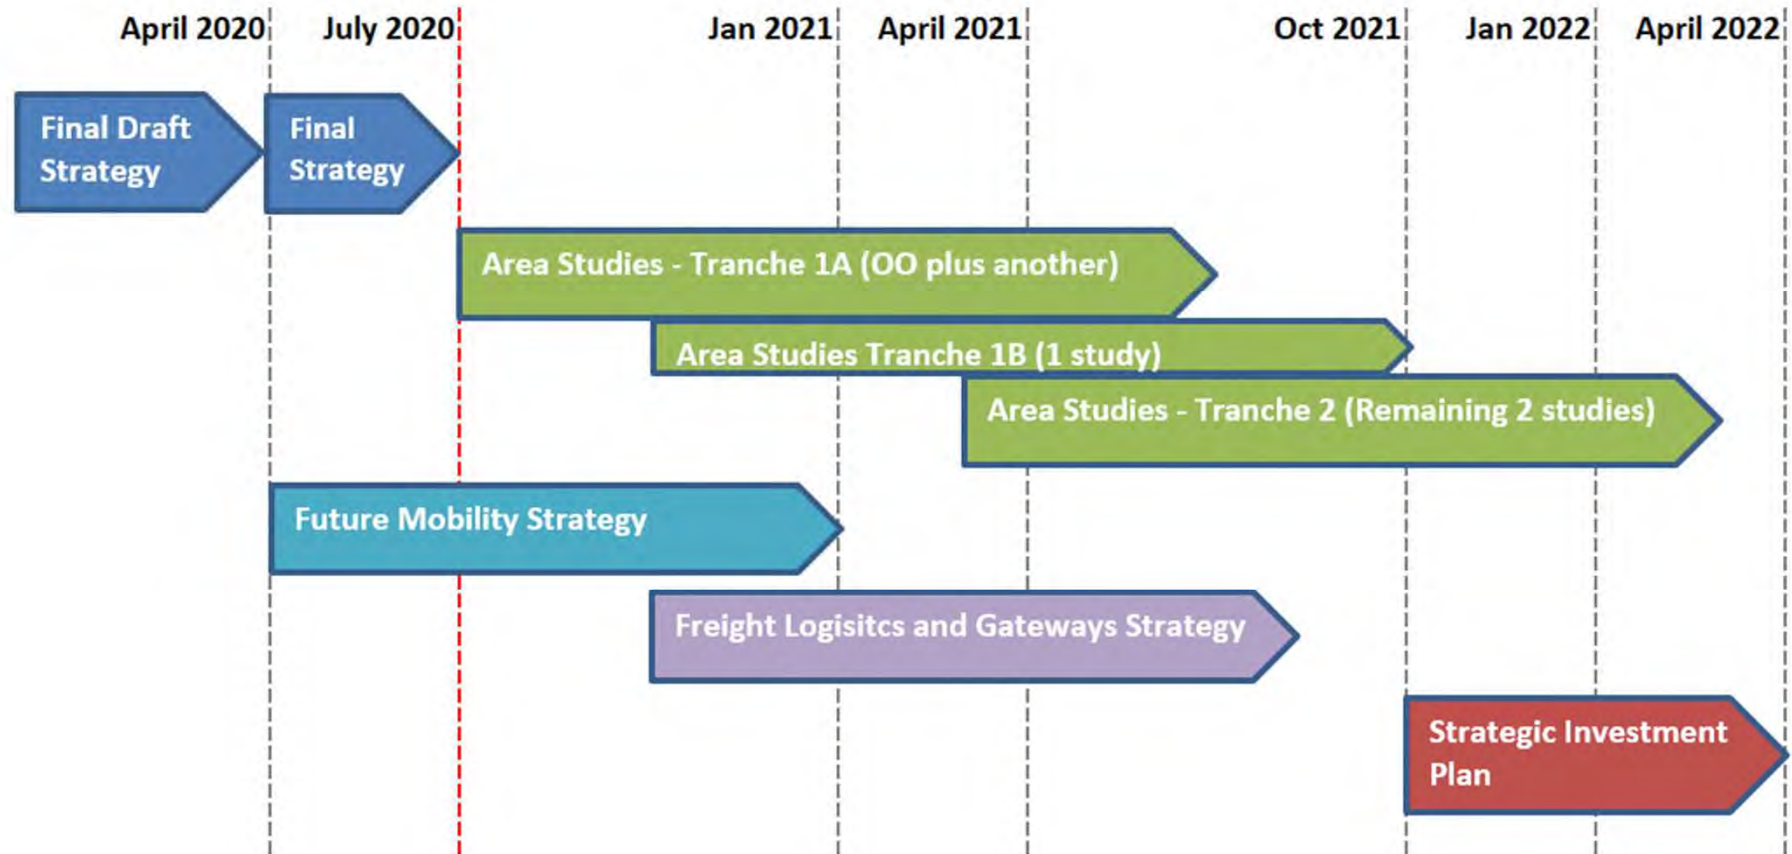 April 2020 July 2020 Jan 2021 April 2021 Oct 2021 Jan 2022 April 2022
Final Draft
Strategy
Final
Strategy
Area Studies - Tranche 1A (OO plus another)
Area Studies Tranche 1B (1 study)
Area Studies - Tranche 2 (Remaining 2 studies)
Future Mobility Strategy
Freight Logisitcs and Gateways Strategy
Strategic Investment
Plan